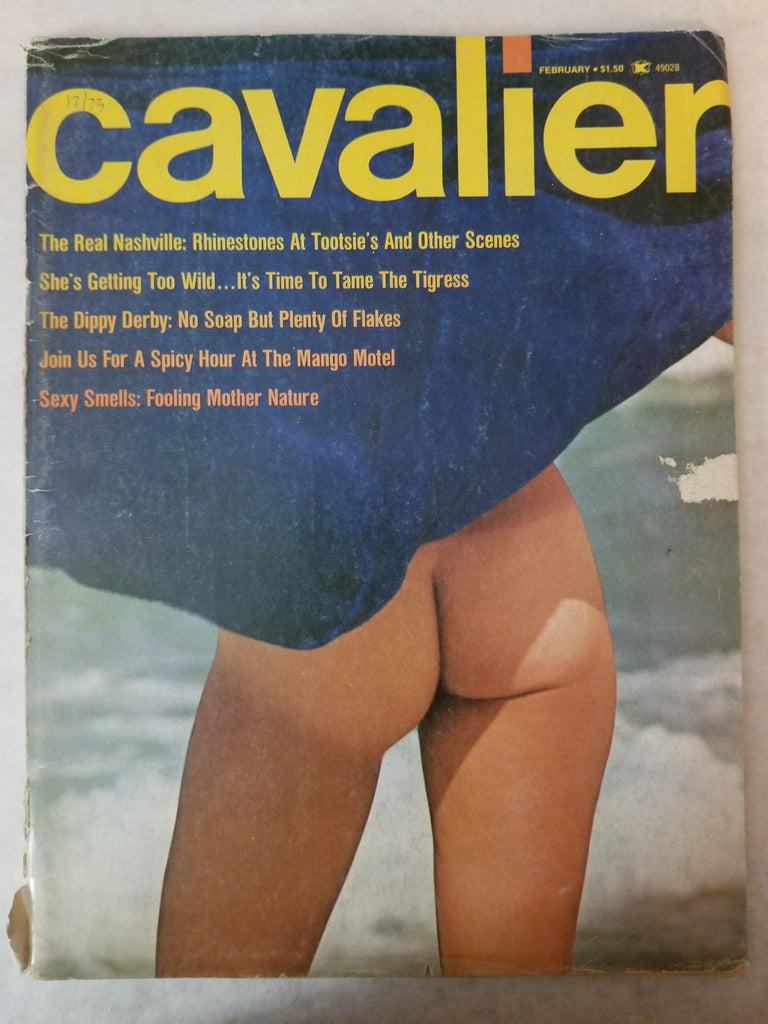 FEBRUARY • $1.50 49028
12/73
cavalier
The Real Nashville: Rhinestones At Tootsie's And Other Scenes
She's Getting Too Wild...It's Time To Tame The Tigress
The Dippy Derby: No Soap But Plenty Of Flakes
Join Us For A Spicy Hour At The Mango Motel
Sexy Smells: Fooling Mother Nature